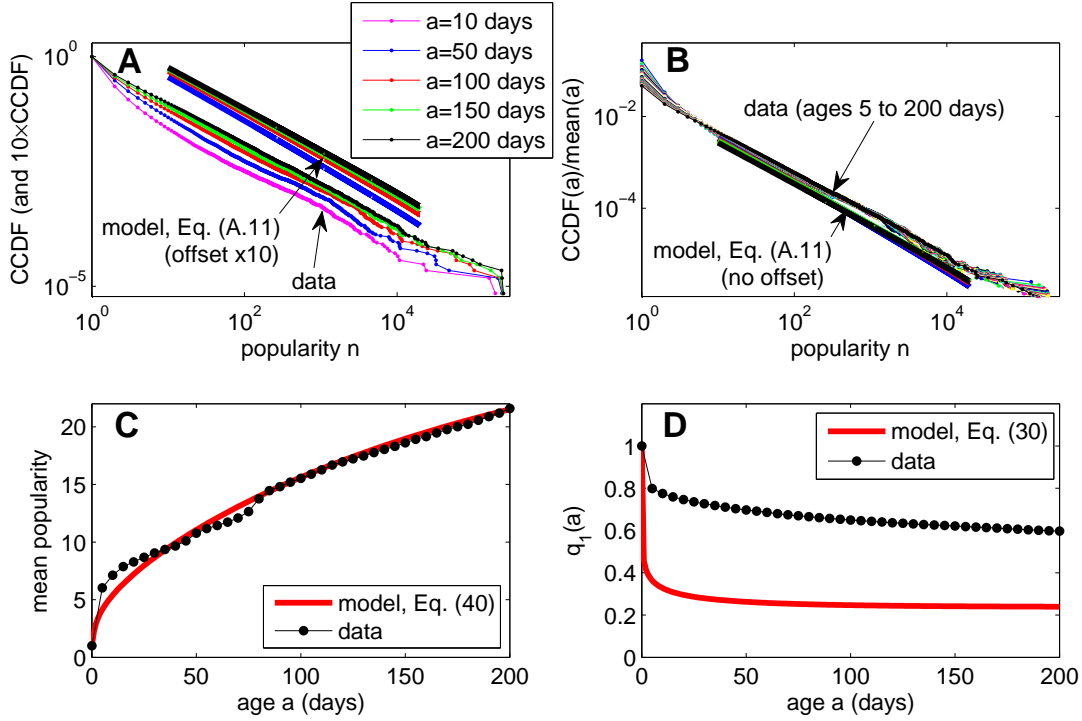 A
a=10 days
a=50 days
a=100 days
a=150 days
a=200 days
CCDF (and 10×CCDF)
10^0
10^-5
model, Eq. (A.11)
(offset x10)
data
10^0
10^2
10^4
popularity n
B
data (ages 5 to 200 days)
CCDF(a)/mean(a)
10^-2
10^-4
model, Eq. (A.11)
(no offset)
10^0
10^2
10^4
popularity n
C
mean popularity
20
15
10
5
0
model, Eq. (40)
data
0
50
100
150
200
age a (days)
D
model, Eq. (30)
data
q_1(a)
1
0.8
0.6
0.4
0.2
0
0
50
100
150
200
age a (days)